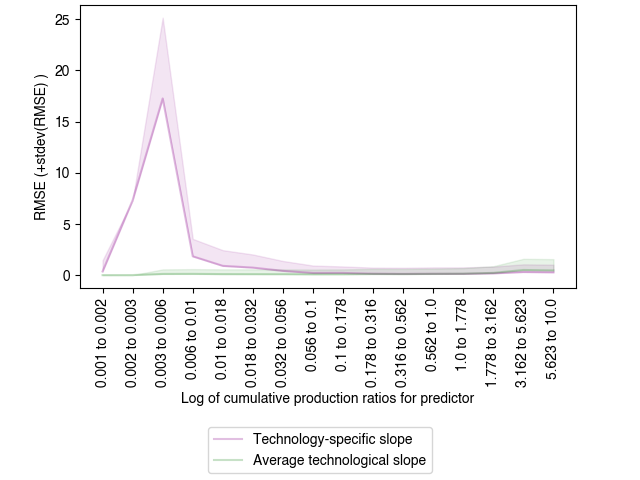 25
20
15
10
5
0
RMSE (+stdev(RMSE) )
0.001 to 0.002
0.002 to 0.003
0.003 to 0.006
0.006 to 0.01
0.01 to 0.018
0.018 to 0.032
0.032 to 0.056
0.056 to 0.1
0.1 to 0.178
0.178 to 0.316
0.316 to 0.562
0.562 to 1.0
1.0 to 1.778
1.778 to 3.162
3.162 to 5.623
5.623 to 10.0
Log of cumulative production ratios for predictor
Technology-specific slope
Average technological slope